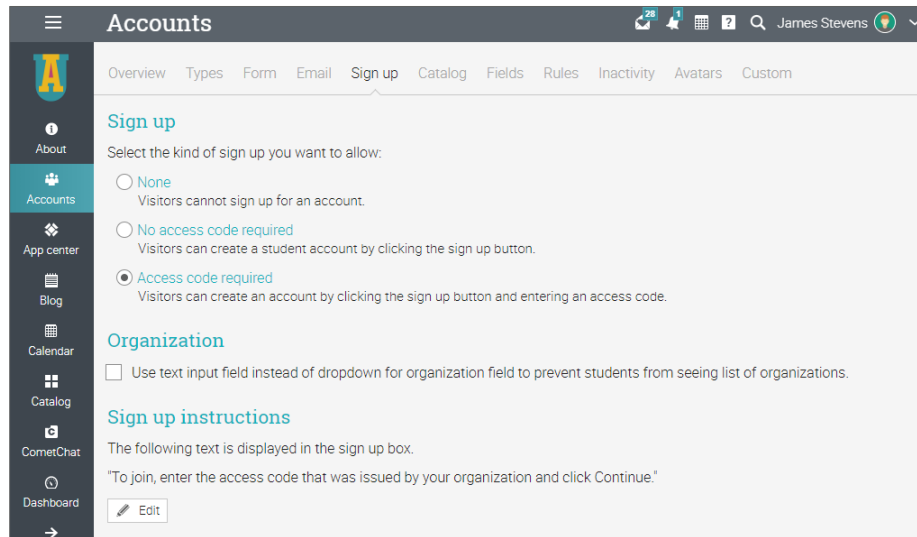 Accounts
28
1
?
James Stevens
A
Overview Types Form Email Sign up Catalog Fields Rules Inactivity Avatars Custom
About
Accounts
App center
Blog
Calendar
Catalog
CometChat
Dashboard
Sign up
Select the kind of sign up you want to allow:
None
Visitors cannot sign up for an account.
No access code required
Visitors can create a student account by clicking the sign up button.
Access code required
Visitors can create an account by clicking the sign up button and entering an access code.
Organization
Use text input field instead of dropdown for organization field to prevent students from seeing list of organizations.
Sign up instructions
The following text is displayed in the sign up box.
"To join, enter the access code that was issued by your organization and click Continue."
Edit